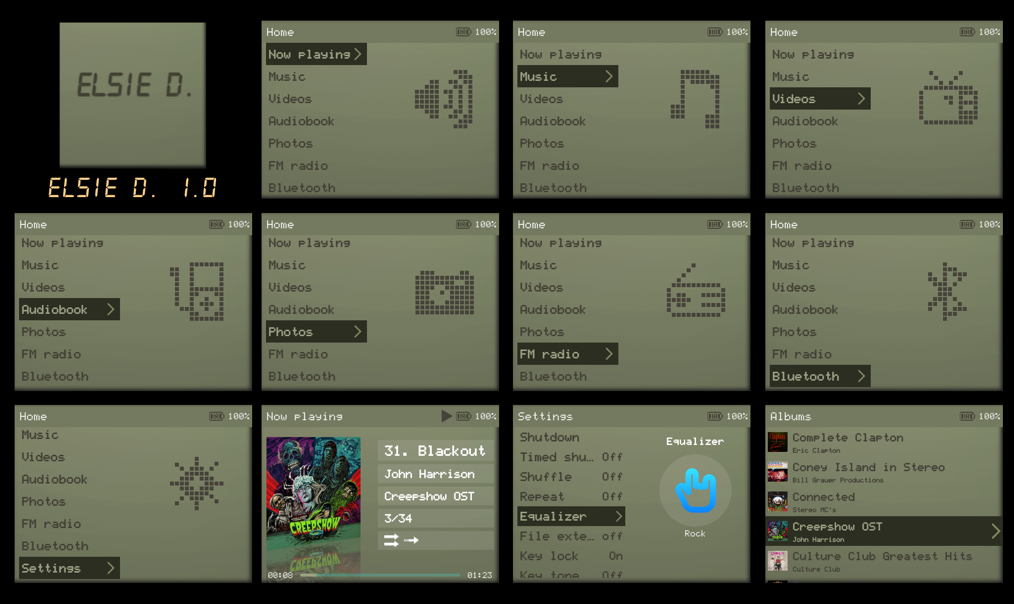 ELSIE D.
ELSIE D. 1.0
Home 100%
Now playing
Music
Videos
Audiobook
Photos
FM radio
Bluetooth
Home 100%
Now playing
Music
Videos
Audiobook
Photos
FM radio
Bluetooth
Home 100%
Now playing
Music
Videos
Audiobook
Photos
FM radio
Bluetooth
Home 100%
Now playing
Music
Videos
Audiobook
Photos
FM radio
Bluetooth
Home 100%
Now playing
Music
Videos
Audiobook
Photos
FM radio
Bluetooth
Home 100%
Now playing
Music
Videos
Audiobook
Photos
FM radio
Bluetooth
Home 100%
Now playing
Music
Videos
Audiobook
Photos
FM radio
Bluetooth
Home 100%
Music
Videos
Audiobook
Photos
FM radio
Bluetooth
Settings
Now playing 100%
CREEPSHOW
31. Blackout
John Harrison
Creepshow OST
3/34
00:08 01:23
Settings 100%
Shutdown
Timed shu... Off
Shuffle Off
Repeat Off
Equalizer
File exte... off
Key lock On
Key tone Off
Equalizer
Rock
Albums 100%
Complete Clapton
Eric Clapton
Coney Island in Stereo
Bill Grauer Productions
Connected
Stereo MC's
Creepshow OST
John Harrison
Culture Club Greatest Hits
Culture Club